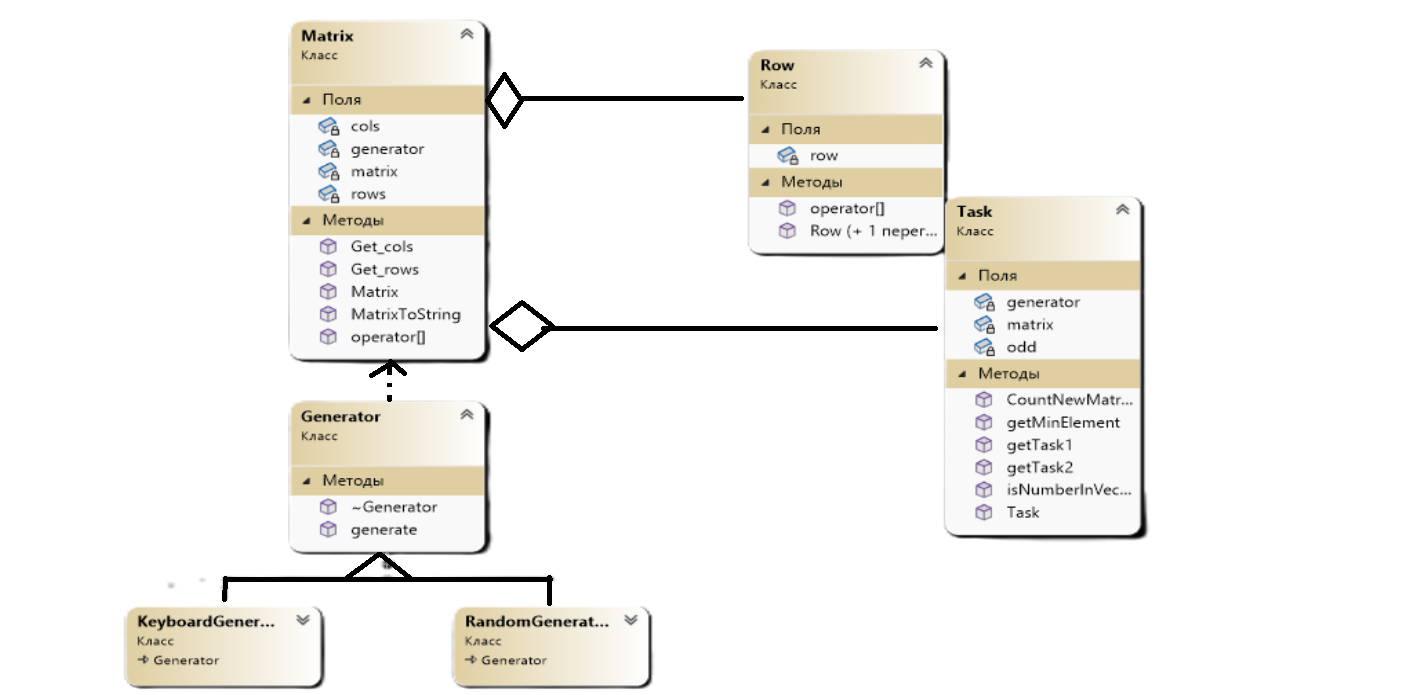 Matrix
Класс
Поля
cols
generator
matrix
rows
Методы
Get_cols
Get_rows
Matrix
MatrixToString
operator[]
Row
Класс
Поля
row
Методы
operator[]
Row (+ 1 перег...
Task
Класс
Поля
generator
matrix
odd
Методы
CountNewMatr...
getMinElement
getTask1
getTask2
isNumberInVec...
Task
Generator
Класс
Методы
~Generator
generate
KeyboardGener...
Класс
Generator
RandomGenerat...
Класс
Generator